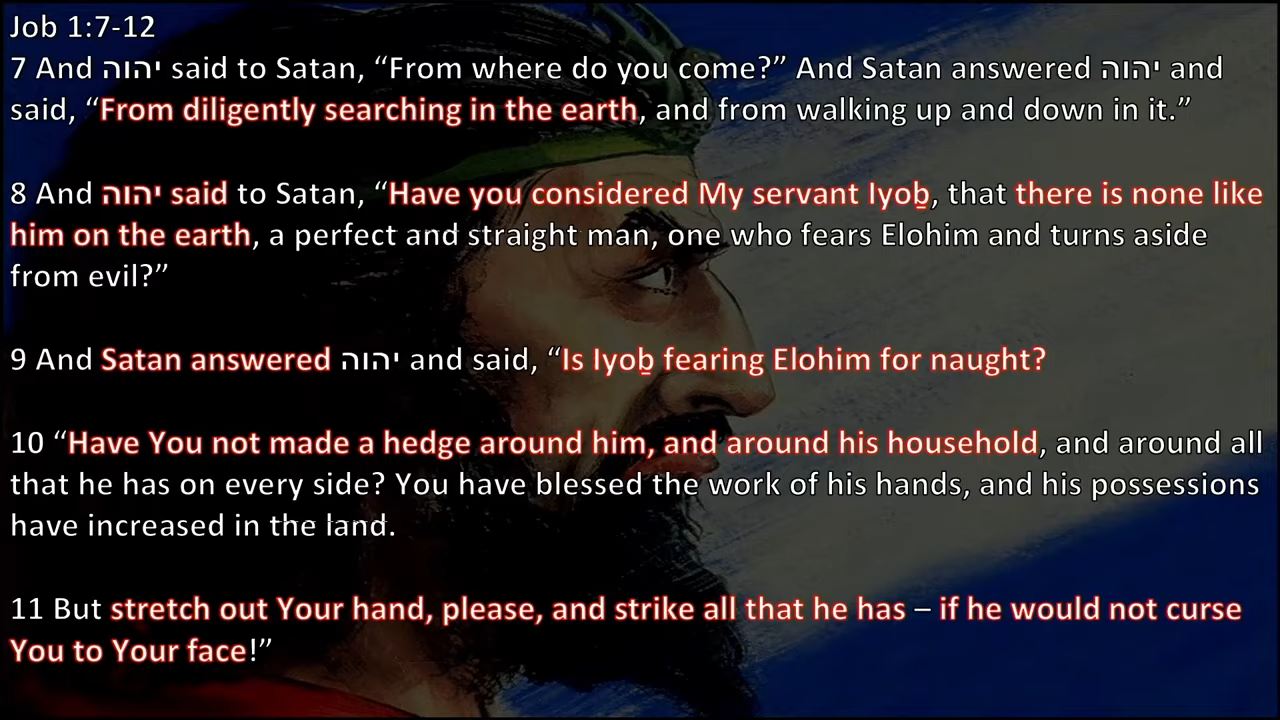 Job 1:7-12
7 And יהוה said to Satan, “From where do you come?” And Satan answered יהוה and
said, “From diligently searching in the earth, and from walking up and down in it.”
8 And יהוה said to Satan, “Have you considered My servant Iyoḇ, that there is none like
him on the earth, a perfect and straight man, one who fears Elohim and turns aside
from evil?”
9 And Satan answered יהוה and said, “Is Iyoḇ fearing Elohim for naught?
10 “Have You not made a hedge around him, and around his household, and around all
that he has on every side? You have blessed the work of his hands, and his possessions
have increased in the land.
11 But stretch out Your hand, please, and strike all that he has – if he would not curse
You to Your face!”